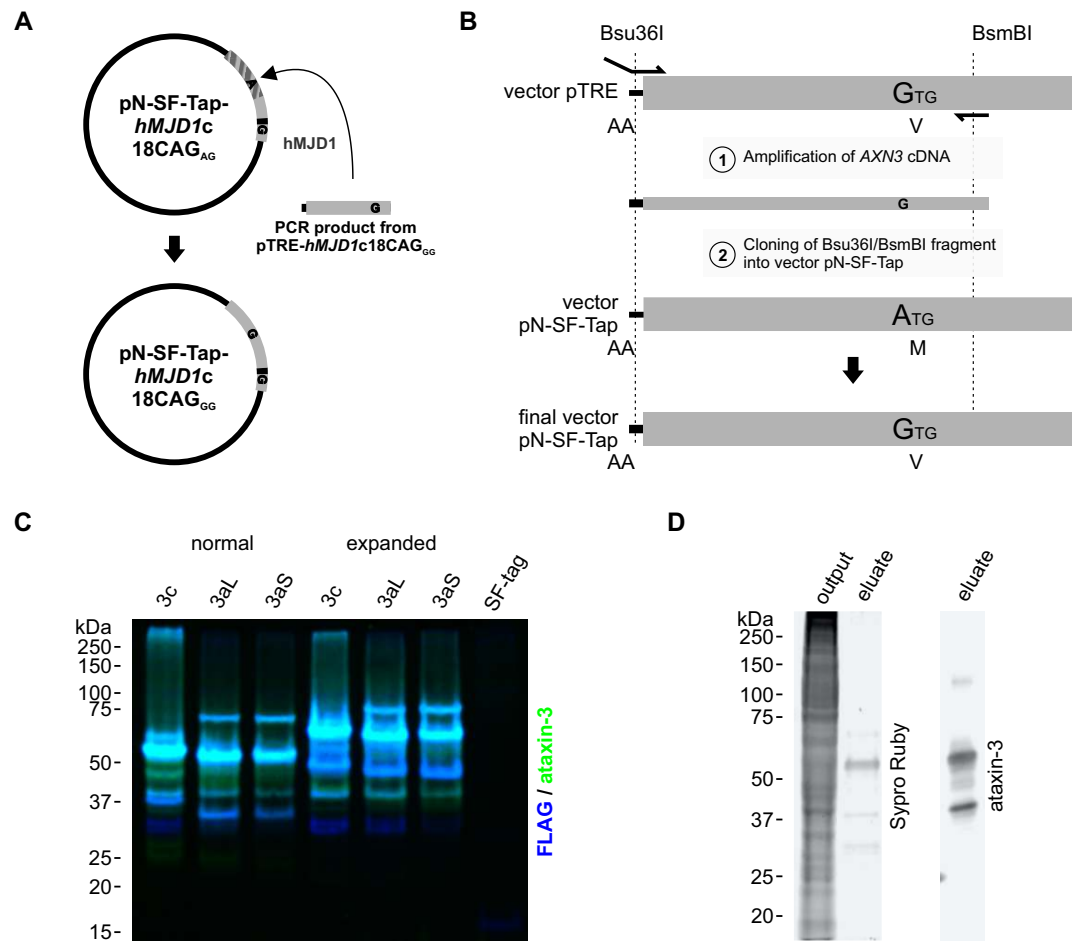 A
pN-SF-Tap-
hMJD1c
18CAGAG
A
G
hMJD1
G
PCR product from
pTRE-hMJD1c18CAGGG
pN-SF-Tap-
hMJD1c
18CAGGG
G
G
B
Bsu36I
BsmBI
vector pTRE
GTG
AA
V
1 Amplification of AXN3 cDNA
G
2 Cloning of Bsu36I/BsmBI fragment
into vector pN-SF-Tap
vector
pN-SF-Tap
ATG
AA
M
final vector
pN-SF-Tap
GTG
AA
V
C
normal
expanded
3c 3aL 3aS 3c 3aL 3aS SF-tag
kDa
250-
150-
100-
75-
50-
37-
25-
20-
15-
FLAG / ataxin-3
D
output eluate
eluate
kDa
250-
150-
100-
75-
50-
37-
25-
20-
Sypro Ruby
ataxin-3